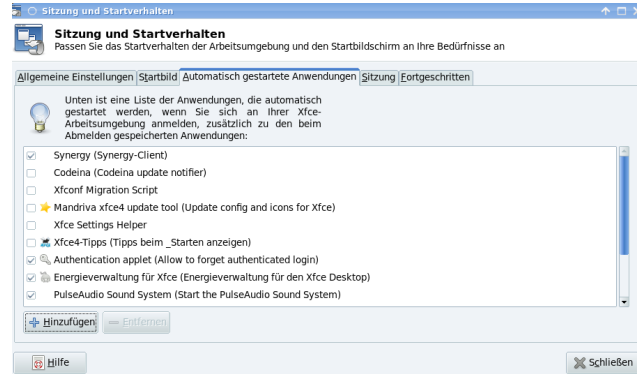 Sitzung und Startverhalten
Sitzung und Startverhalten
Passen Sie das Startverhalten der Arbeitsumgebung und den Startbildschirm an Ihre Bedürfnisse an
Allgemeine Einstellungen Startbild Automatisch gestartete Anwendungen Sitzung Fortgeschritten
Unten ist eine Liste der Anwendungen, die automatisch
gestartet werden, wenn Sie sich an Ihrer Xfce-
Arbeitsumgebung anmelden, zusätzlich zu den beim
Abmelden gespeicherten Anwendungen:
Synergy (Synergy-Client)
Codeina (Codeina update notifier)
Xfconf Migration Script
Mandriva xfce4 update tool (Update config and icons for Xfce)
Xfce Settings Helper
Xfce4-Tipps (Tipps beim _Starten anzeigen)
Authentication applet (Allow to forget authenticated login)
Energieverwaltung für Xfce (Energieverwaltung für den Xfce Desktop)
PulseAudio Sound System (Start the PulseAudio Sound System)
Hinzufügen Entfernen
Hilfe Schließen